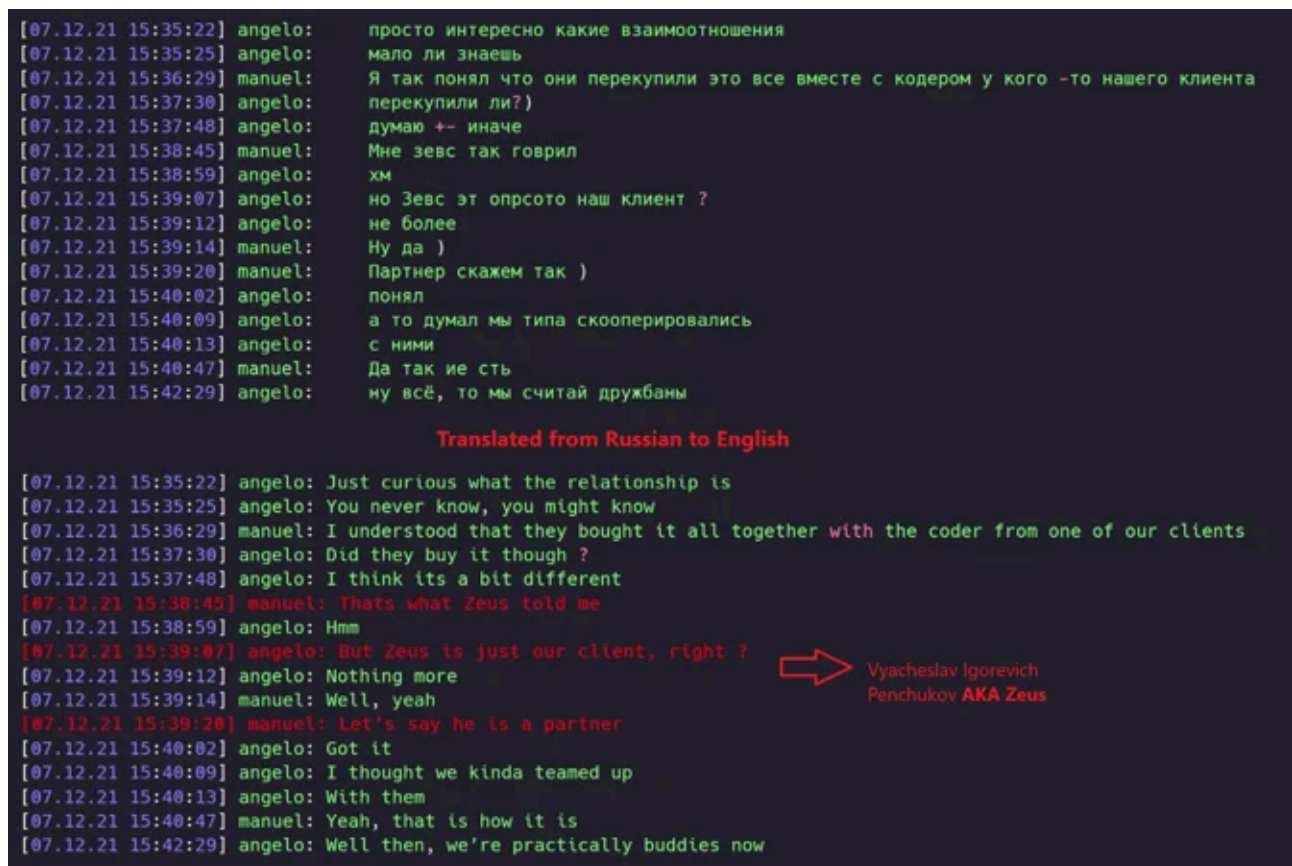 [07.12.21 15:35:22] angelo: просто интересно какие взаимоотношения
[07.12.21 15:35:25] angelo: мало ли знаешь
[07.12.21 15:36:29] manuel: Я так понял что они перекупили это все вместе с кодером у кого -то нашего клиента
[07.12.21 15:37:30] angelo: перекупили ли?)
[07.12.21 15:37:48] angelo: думаю +- иначе
[07.12.21 15:38:45] manuel: Мне зевс так говрил
[07.12.21 15:38:59] angelo: хм
[07.12.21 15:39:07] angelo: но Зевс эт опрсото наш клиент ?
[07.12.21 15:39:12] angelo: не более
[07.12.21 15:39:14] manuel: Ну да )
[07.12.21 15:39:20] manuel: Партнер скажем так )
[07.12.21 15:40:02] angelo: понял
[07.12.21 15:40:09] angelo: а то думал мы типа скооперировались
[07.12.21 15:40:13] angelo: с ними
[07.12.21 15:40:47] manuel: Да так ие сть
[07.12.21 15:42:29] angelo: ну всё, то мы считай дружбаны
Translated from Russian to English
[07.12.21 15:35:22] angelo: Just curious what the relationship is
[07.12.21 15:35:25] angelo: You never know, you might know
[07.12.21 15:36:29] manuel: I understood that they bought it all together with the coder from one of our clients
[07.12.21 15:37:30] angelo: Did they buy it though ?
[07.12.21 15:37:48] angelo: I think its a bit different
[07.12.21 15:38:45] manuel: Thats what Zeus told me
[07.12.21 15:38:59] angelo: Hmm
[07.12.21 15:39:07] angelo: But Zeus is just our client, right ?
[07.12.21 15:39:12] angelo: Nothing more
[07.12.21 15:39:14] manuel: Well, yeah
[07.12.21 15:39:20] manuel: Let's say he is a partner
[07.12.21 15:40:02] angelo: Got it
[07.12.21 15:40:09] angelo: I thought we kinda teamed up
[07.12.21 15:40:13] angelo: With them
[07.12.21 15:40:47] manuel: Yeah, that is how it is
[07.12.21 15:42:29] angelo: Well then, we're practically buddies now
Vyacheslav Igorevich
Penchukov AKA Zeus